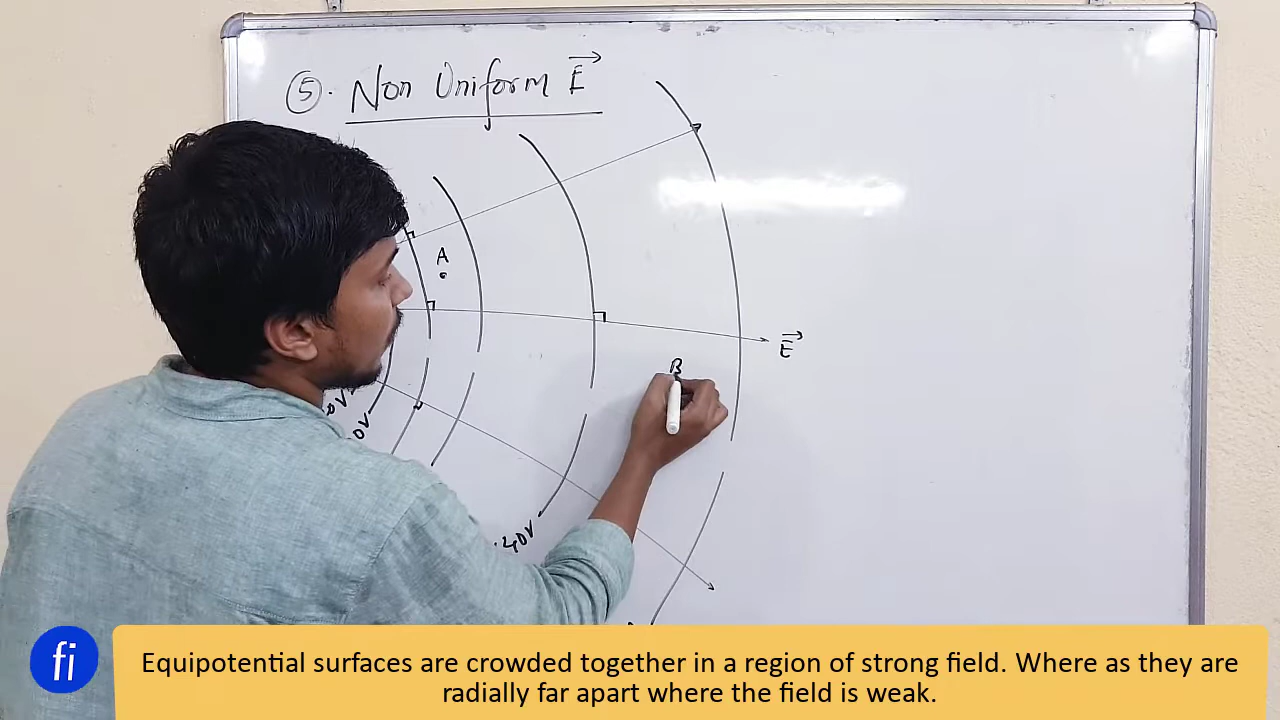 ⑤. Non Uniform E→
A
E→
B
40V
fi
Equipotential surfaces are crowded together in a region of strong field. Where as they are
radially far apart where the field is weak.